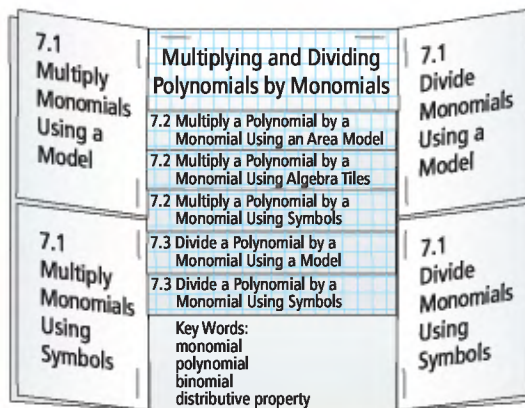 7.1
Multiply
Monomials
Using a
Model
7.1
Multiply
Monomials
Using
Symbols
Multiplying and Dividing
Polynomials by Monomials
7.2 Multiply a Polynomial by a
Monomial Using an Area Model
7.2 Multiply a Polynomial by a
Monomial Using Algebra Tiles
7.2 Multiply a Polynomial by a
Monomial Using Symbols
7.3 Divide a Polynomial by a
Monomial Using a Model
7.3 Divide a Polynomial by a
Monomial Using Symbols
Key Words:
monomial
polynomial
binomial
distributive property
7.1
Divide
Monomials
Using a
Model
7.1
Divide
Monomials
Using
Symbols